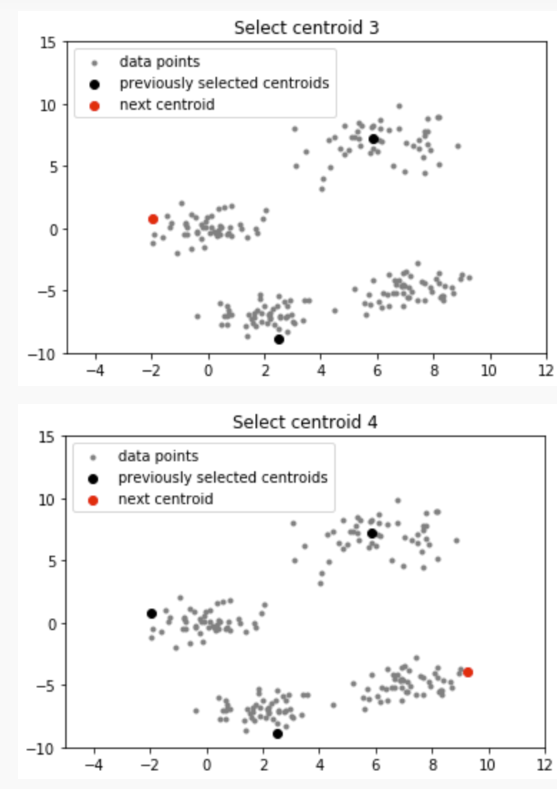 Select centroid 3
15
data points
previously selected centroids
10
next centroid
5
0
−5
−10
−4 −2 0 2 4 6 8 10 12
Select centroid 4
15
data points
previously selected centroids
10
next centroid
5
0
−5
−10
−4 −2 0 2 4 6 8 10 12